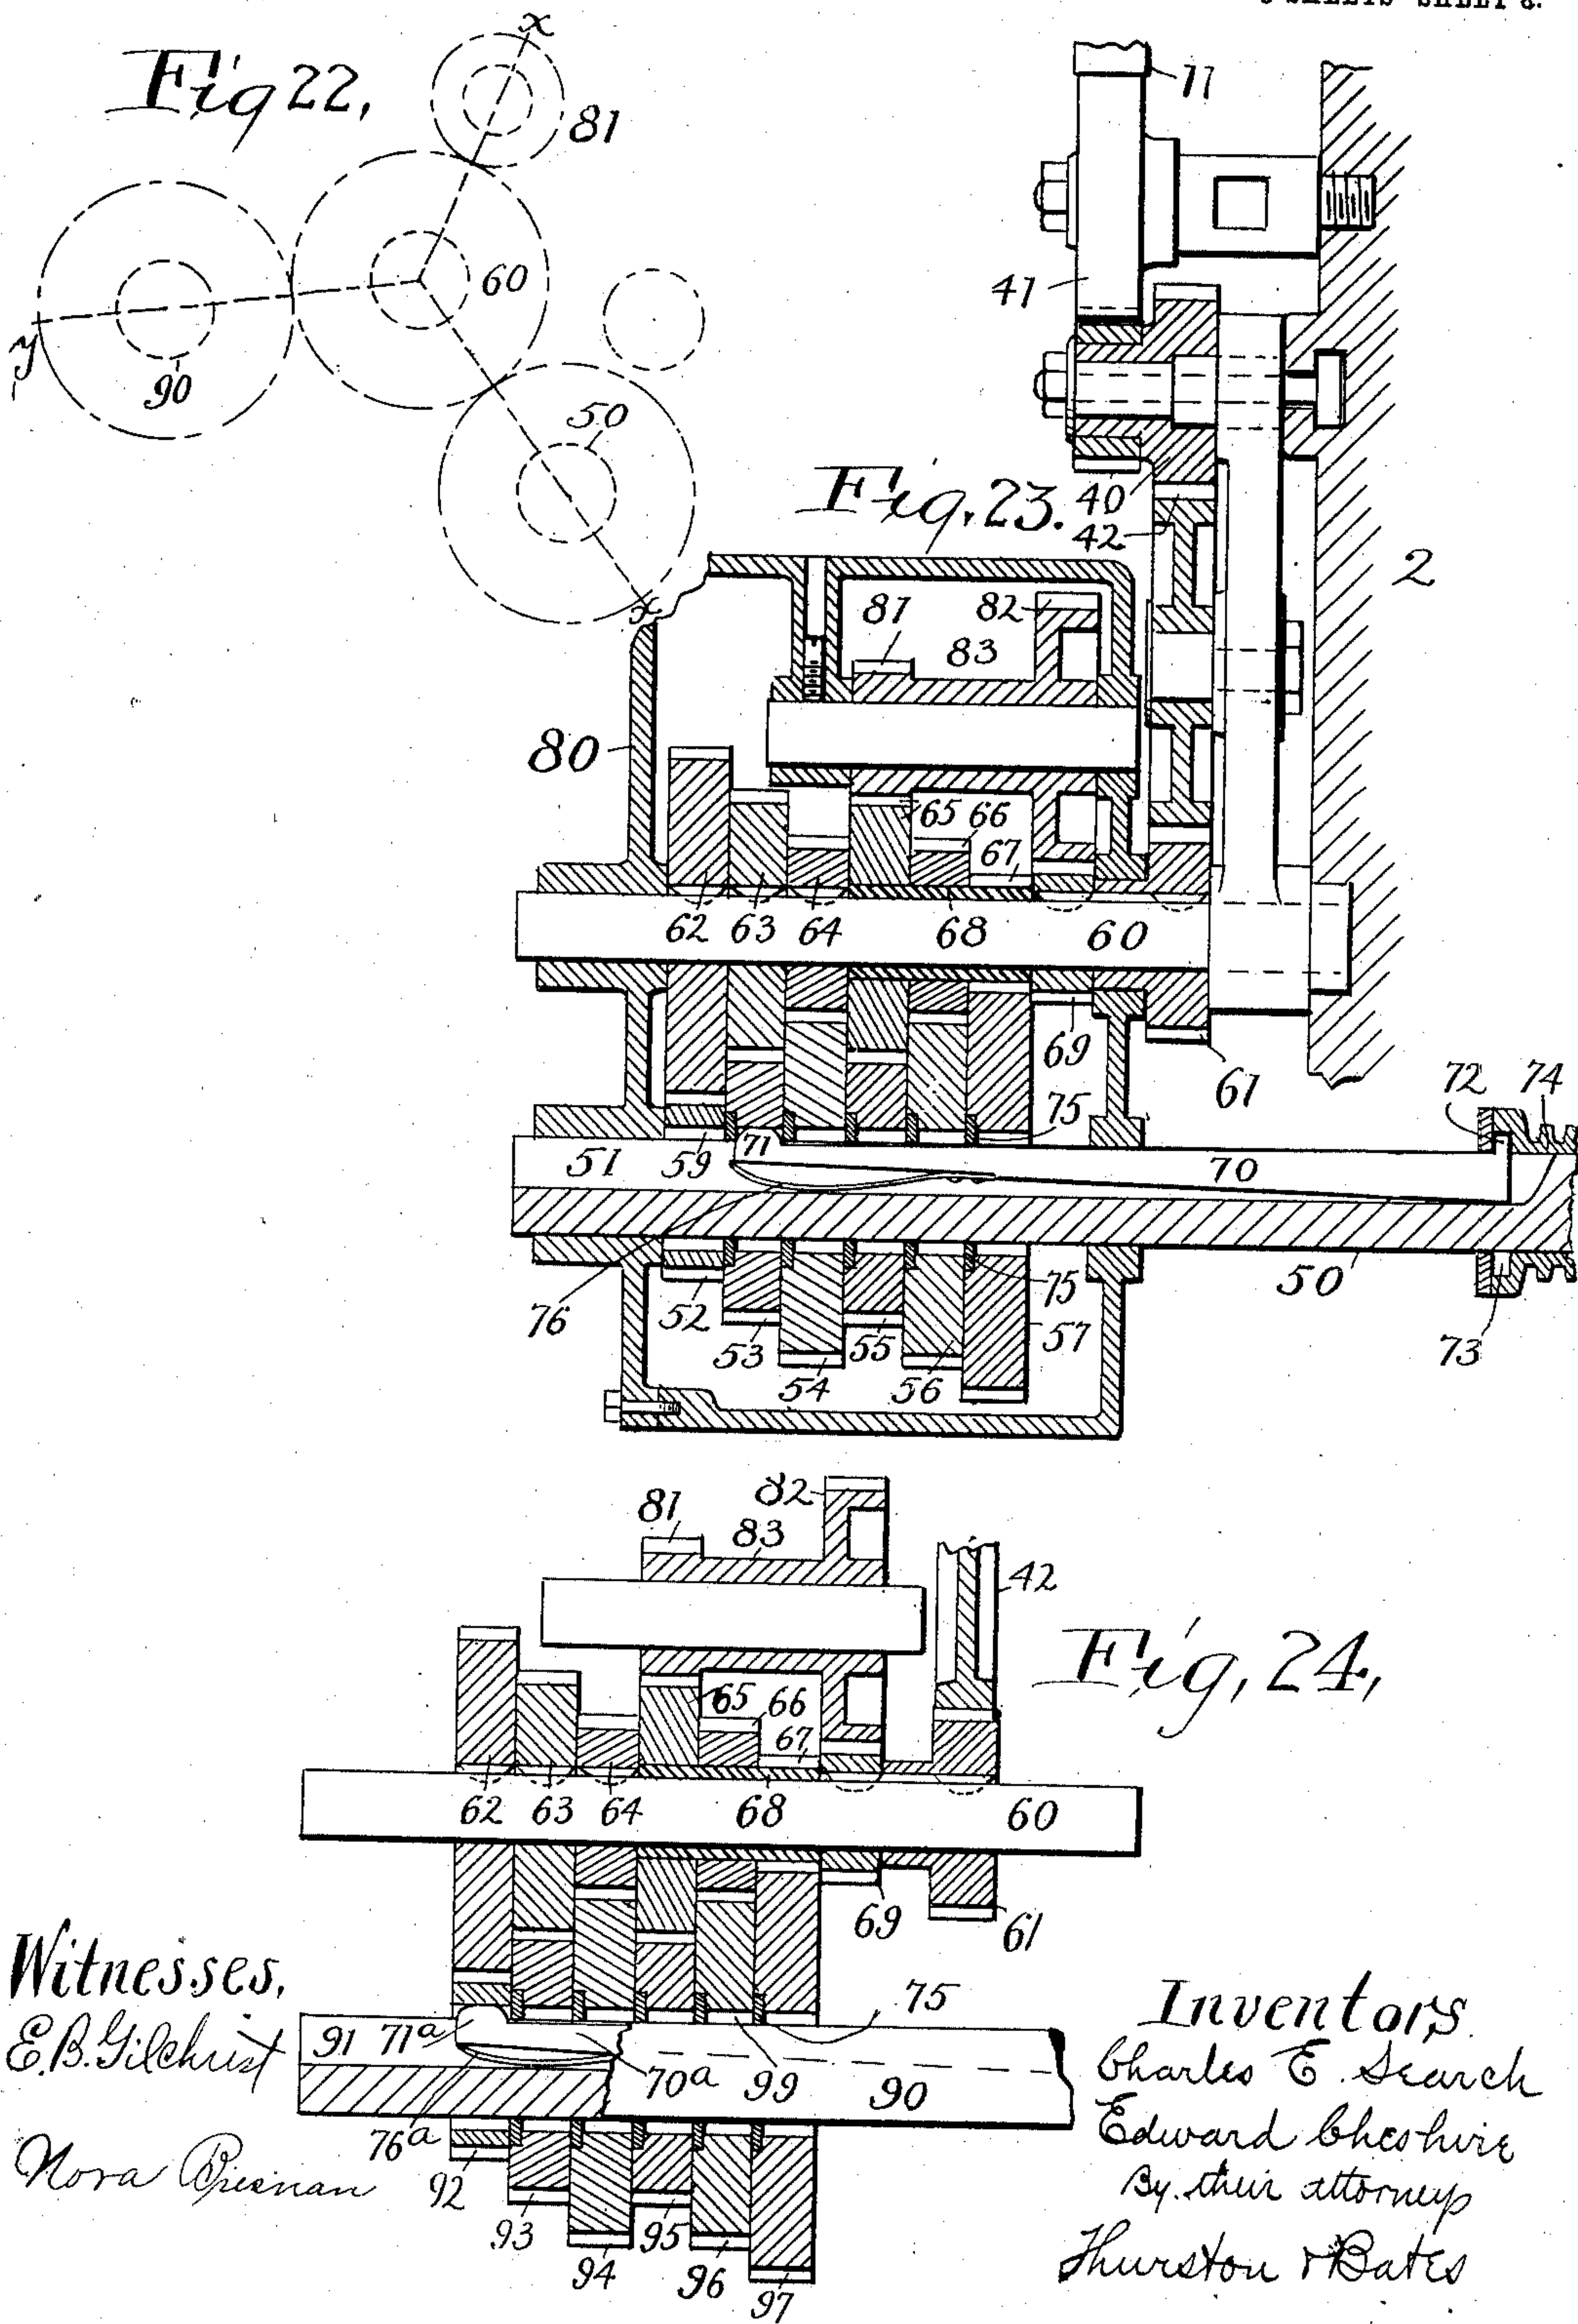 Fig 22,
x
81
60
y
90
50
x
11
41
40
42
2
Fig. 23.
81
82
83
80
65 66
67
62 63 64 68 60
69
61
72 74
75
51 59 71 70
76 52 53 54 55 56 57 75 50 73
82
81
83
42
Fig, 24,
65 66
67
62 63 64 68 60
69
61
75
91 71a 70a 99 90
76a
92
93
94
95
96
97
Witnesses,
E.B. Gilchrist
Nora
Inventors
Charles E. Search
Edward Cheshire
By their attorneys
Thurston & Bates